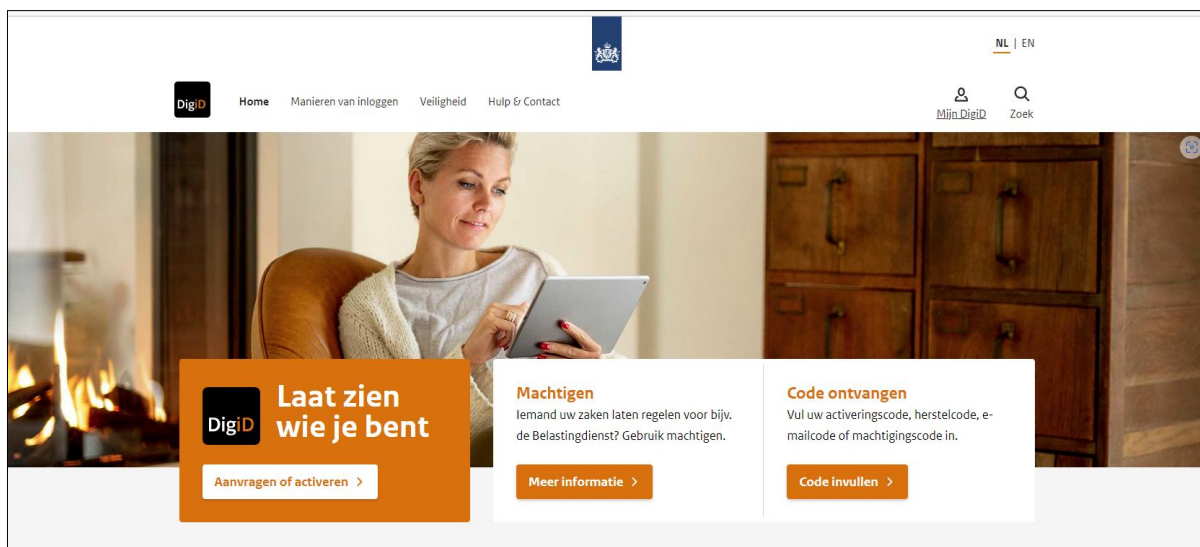 NL | EN
DigiD
Home
Manieren van inloggen
Veiligheid
Hulp & Contact
Mijn DigiD
Zoek
DigiD
Laat zien
wie je bent
Aanvragen of activeren >
Machtigen
Iemand uw zaken laten regelen voor bijv.
de Belastingdienst? Gebruik machtigen.
Meer informatie >
Code ontvangen
Vul uw activeringscode, herstelcode, e-
mailcode of machtigingscode in.
Code invullen >